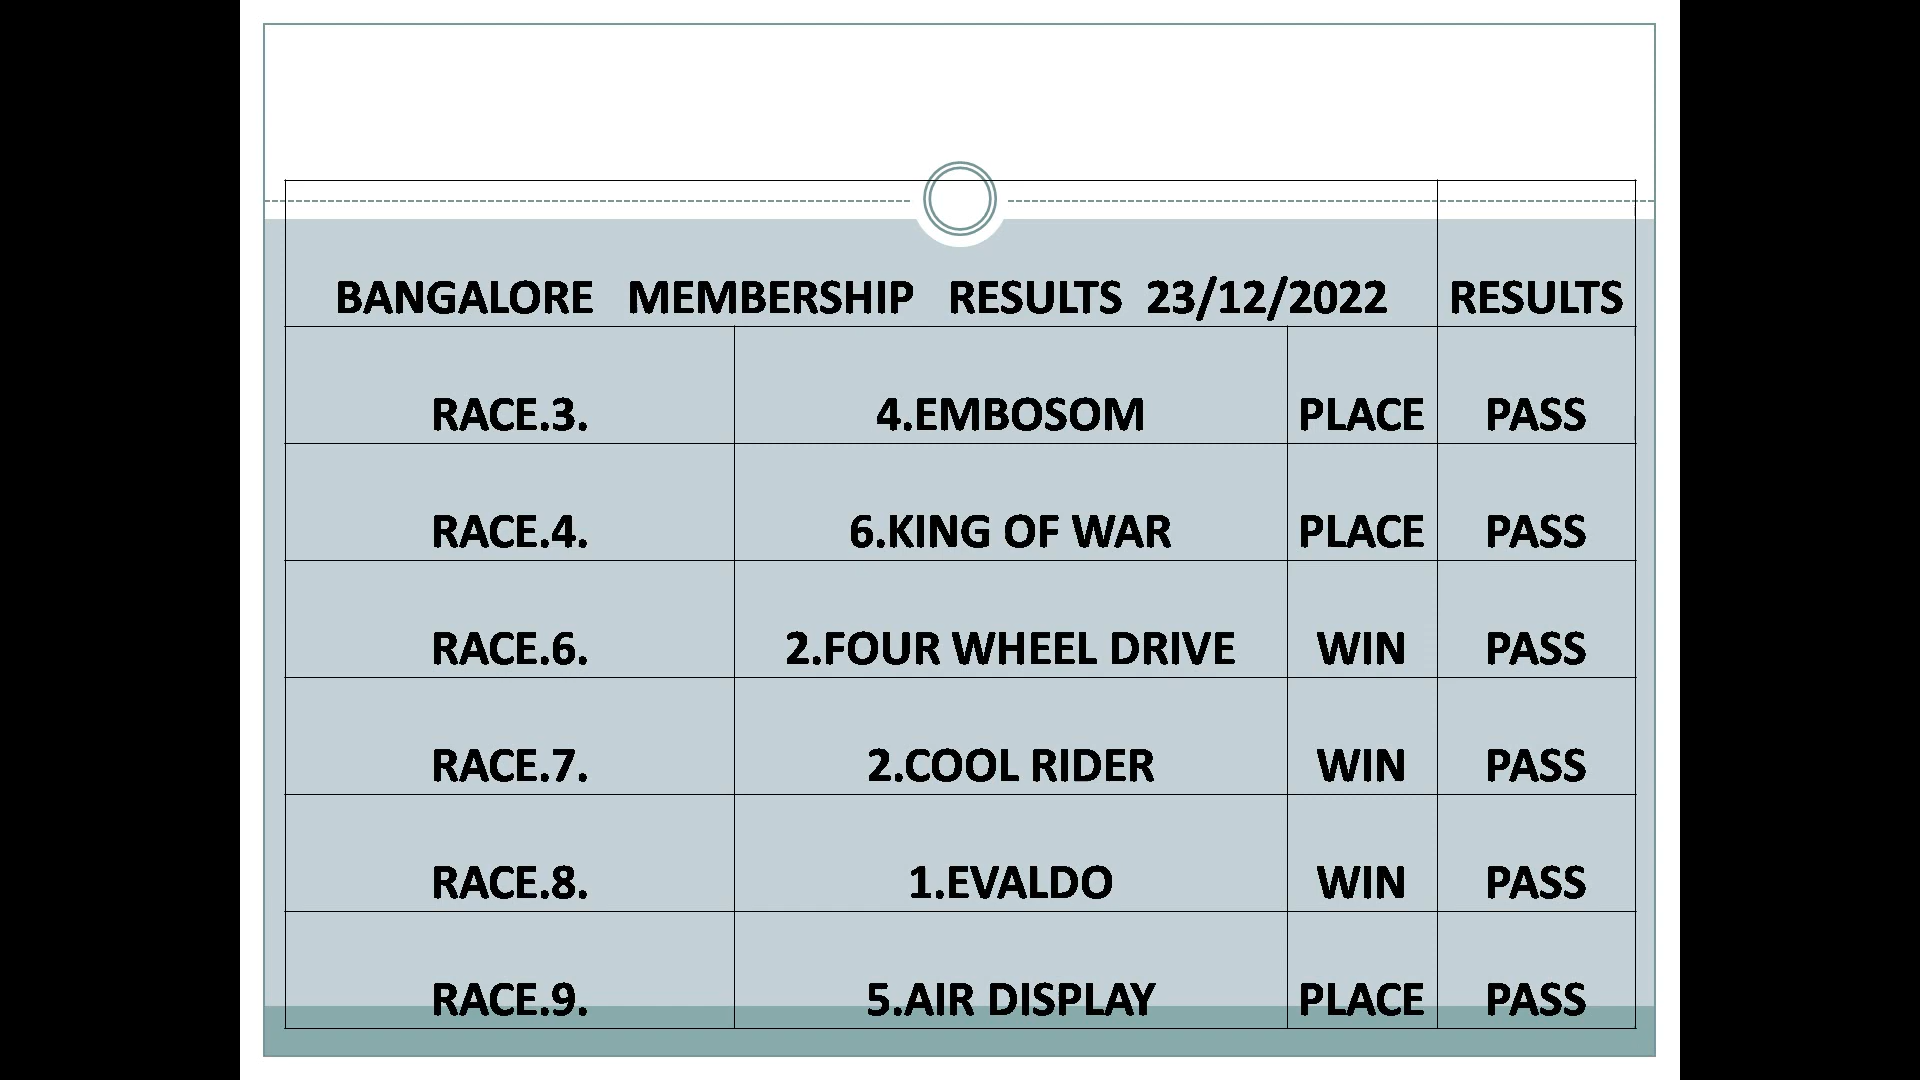 BANGALORE MEMBERSHIP RESULTS 23/12/2022 RESULTS
RACE.3. 4.EMBOSOM PLACE PASS
RACE.4. 6.KING OF WAR PLACE PASS
RACE.6. 2.FOUR WHEEL DRIVE WIN PASS
RACE.7. 2.COOL RIDER WIN PASS
RACE.8. 1.EVALDO WIN PASS
RACE.9. 5.AIR DISPLAY PLACE PASS